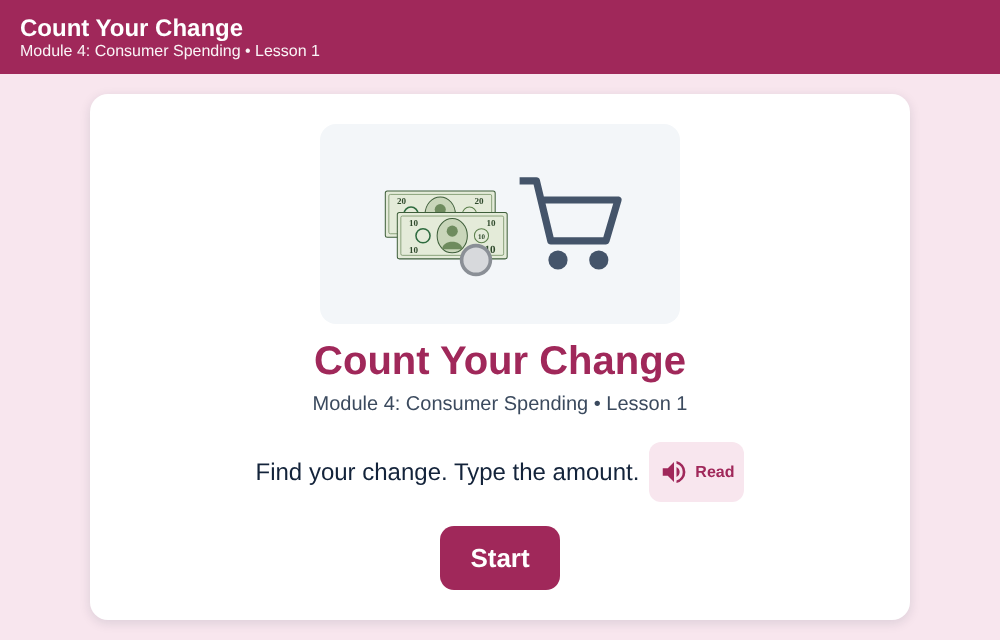 Count Your Change
Module 4: Consumer Spending • Lesson 1
20 20
10 10
10
10 10
Count Your Change
Module 4: Consumer Spending • Lesson 1
Find your change. Type the amount. Read
Start